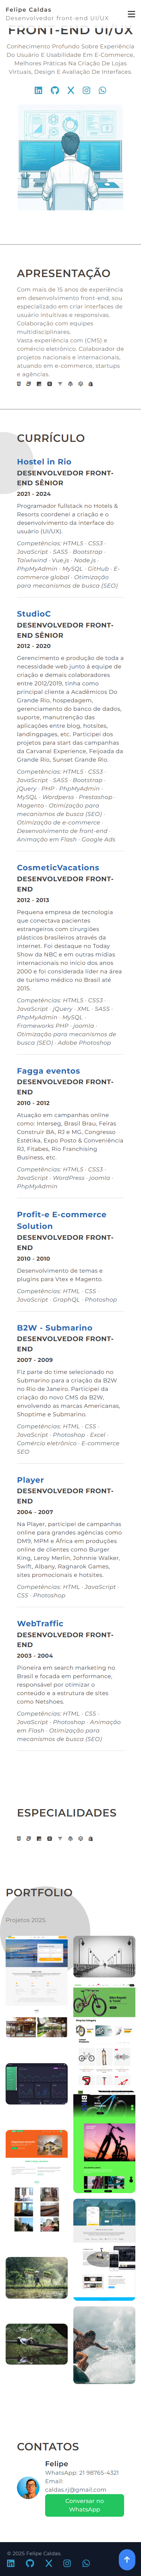 Felipe Caldas
Desenvolvedor front-end UI/UX
FRONT-END UI/UX
Conhecimento Profundo Sobre Experiência
Do Usuário E Usabilidade Em E-Commerce,
Melhores Práticas Na Criação De Lojas
Virtuais, Design E Avaliação De Interfaces.
APRESENTAÇÃO
Com mais de 15 anos de experiência
em desenvolvimento front-end, sou
especializado em criar interfaces de
usuário intuitivas e responsivas.
Colaboração com equipes
multidisciplinares.
Vasta experiência com (CMS) e
comércio eletrônico. Colaborador de
projetos nacionais e internacionais,
atuando em e-commerce, startups
e agências.
CURRÍCULO
Hostel in Rio
DESENVOLVEDOR FRONT-
END SÊNIOR
2021 - 2024
Programador fullstack no Hotéis &
Resorts coordenei a criação e o
desenvolvimento da interface do
usuário (UI/UX).
Competências: HTML5 · CSS3 ·
JavaScript · SASS · Bootstrap ·
Taielwind · Vue.js · Node.js ·
PhpMyAdmin · MySQL · GitHub · E-
commerce global · Otimização
para mecanismos de busca (SEO)
StudioC
DESENVOLVEDOR FRONT-
END SÊNIOR
2012 - 2020
Gerenciamento e produção de toda a
necessidade web junto à equipe de
criação e demais colaboradores
entre 2012/2019, tinha como
principal cliente a Acadêmicos Do
Grande Rio, hospedagem,
gerenciamento do banco de dados,
suporte, manutenção das
aplicações entre blog, hotsites,
landingpages, etc. Participei dos
projetos para start das campanhas
da Carvanal Experience, Feijoada da
Grande Rio, Sunset Grande Rio.
Competências: HTML5 · CSS3 ·
JavaScript · SASS · Bootstrap ·
jQuery · PHP · PhpMyAdmin ·
MySQL · Wordpress · Prestashop ·
Magento · Otimização para
mecanismos de busca (SEO) ·
Otimização de e-commerce ·
Desenvolvimento de front-end ·
Animação em Flash · Google Ads
CosmeticVacations
DESENVOLVEDOR FRONT-
END
2012 - 2013
Pequena empresa de tecnologia
que conectava pacientes
estrangeiros com cirurgiões
plásticos brasileiros através da
internet. Foi destaque no Today
Show da NBC e em outras mídias
internacionais no início dos anos
2000 e foi considerada líder na área
de turismo médico no Brasil até
2015.
Competências: HTML5 · CSS3 ·
JavaScript · jQuery · XML · SASS ·
PhpMyAdmin · MySQL ·
Frameworks PHP · joomla ·
Otimização para mecanismos de
busca (SEO) · Adobe Photoshop
Fagga eventos
DESENVOLVEDOR FRONT-
END
2010 - 2012
Atuação em campanhas online
como: Interseg, Brasil Brau, Feiras
Construir BA, RJ e MG, Congresso
Estética, Expo Postos & Conveniência
RJ, Fitabes, Rio Franchising
Business, etc.
Competências: HTML5 · CSS3 ·
JavaScript · WordPress · joomla ·
PhpMyAdmin
Profit-e E-commerce
Solution
DESENVOLVEDOR FRONT-
END
2010 - 2010
Desenvolvimento de temas e
plugins para Vtex e Magento.
Competências: HTML · CSS ·
JavaScript · GraphQL · Photoshop
B2W - Submarino
DESENVOLVEDOR FRONT-
END
2007 - 2009
Fiz parte do time selecionado no
Submarino para a criação da B2W
no Rio de Janeiro. Participei da
criação do novo CMS da B2W,
envolvendo as marcas Americanas,
Shoptime e Submarino.
Competências: HTML · CSS ·
JavaScript · Photoshop · Excel ·
Comércio eletrônico · E-commerce
SEO
Player
DESENVOLVEDOR FRONT-
END
2004 - 2007
Na Player, participei de campanhas
online para grandes agências como
DM9, MPM e África em produções
online de clientes como Burger
King, Leroy Merlin, Johnnie Walker,
Swift, Albany, Ragnarok Games,
sites promocionais e hotsites.
Competências: HTML · JavaScript ·
CSS · Photoshop
WebTraffic
DESENVOLVEDOR FRONT-
END
2003 - 2004
Pioneira em search marketing no
Brasil e focada em performance,
responsável por otimizar o
conteúdo e a estrutura de sites
como Netshoes.
Competências: HTML · CSS ·
JavaScript · Photoshop · Animação
em Flash · Otimização para
mecanismos de busca (SEO)
ESPECIALIDADES
PORTFOLIO
Projetos 2025.
CONTATOS
Felipe
WhatsApp: 21 98765-4321
Email:
caldas.rj@gmail.com
Conversar no
WhatsApp
© 2025 Felipe Caldas.